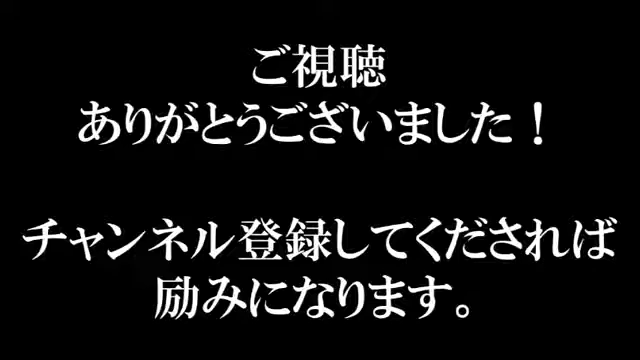 ご視聴
ありがとうございました！
チャンネル登録してくだされば
励みになります。